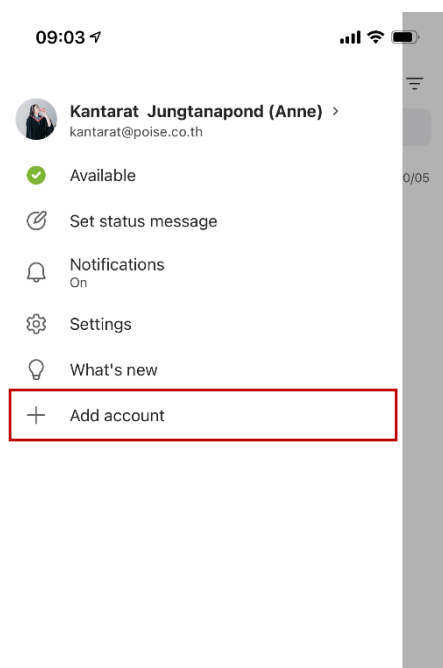 09:03
Kantarat Jungtanapond (Anne)
kantarat@poise.co.th
Available
0/05
Set status message
Notifications
On
Settings
What's new
Add account